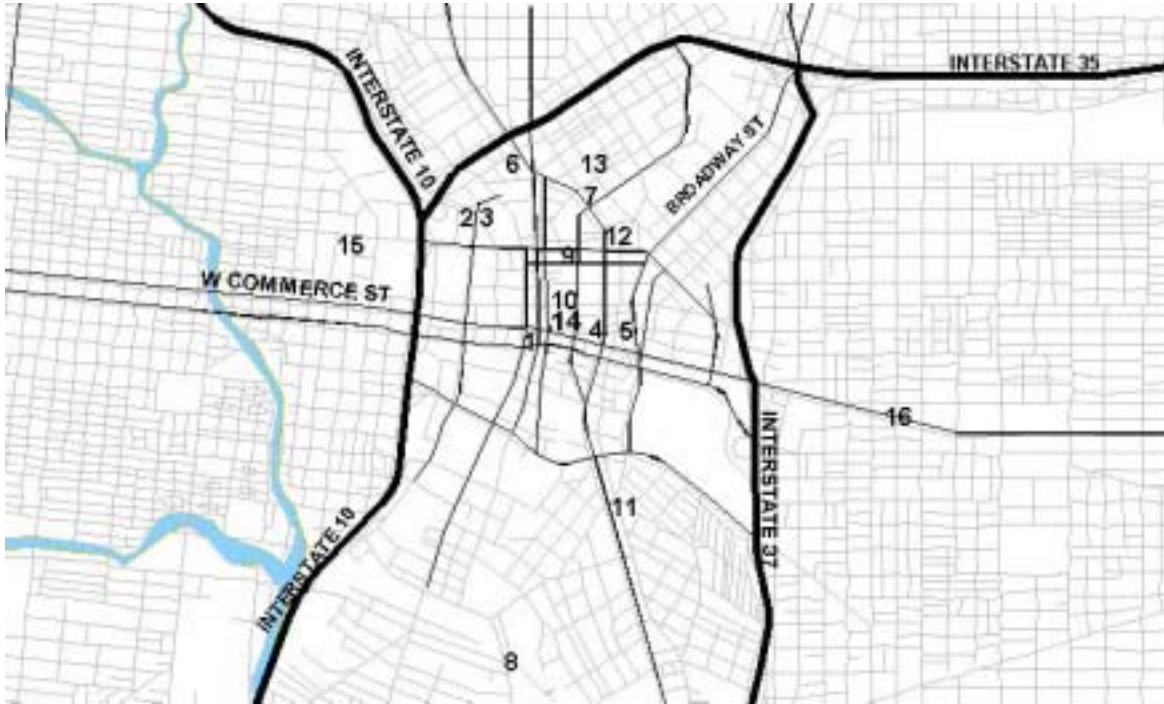 INTERSTATE 35
INTERSTATE 10
BROADWAY ST
6
13
7
2
3
12
15
9
W COMMERCE ST
10
14
4
5
1
16
INTERSTATE 37
11
INTERSTATE 10
8